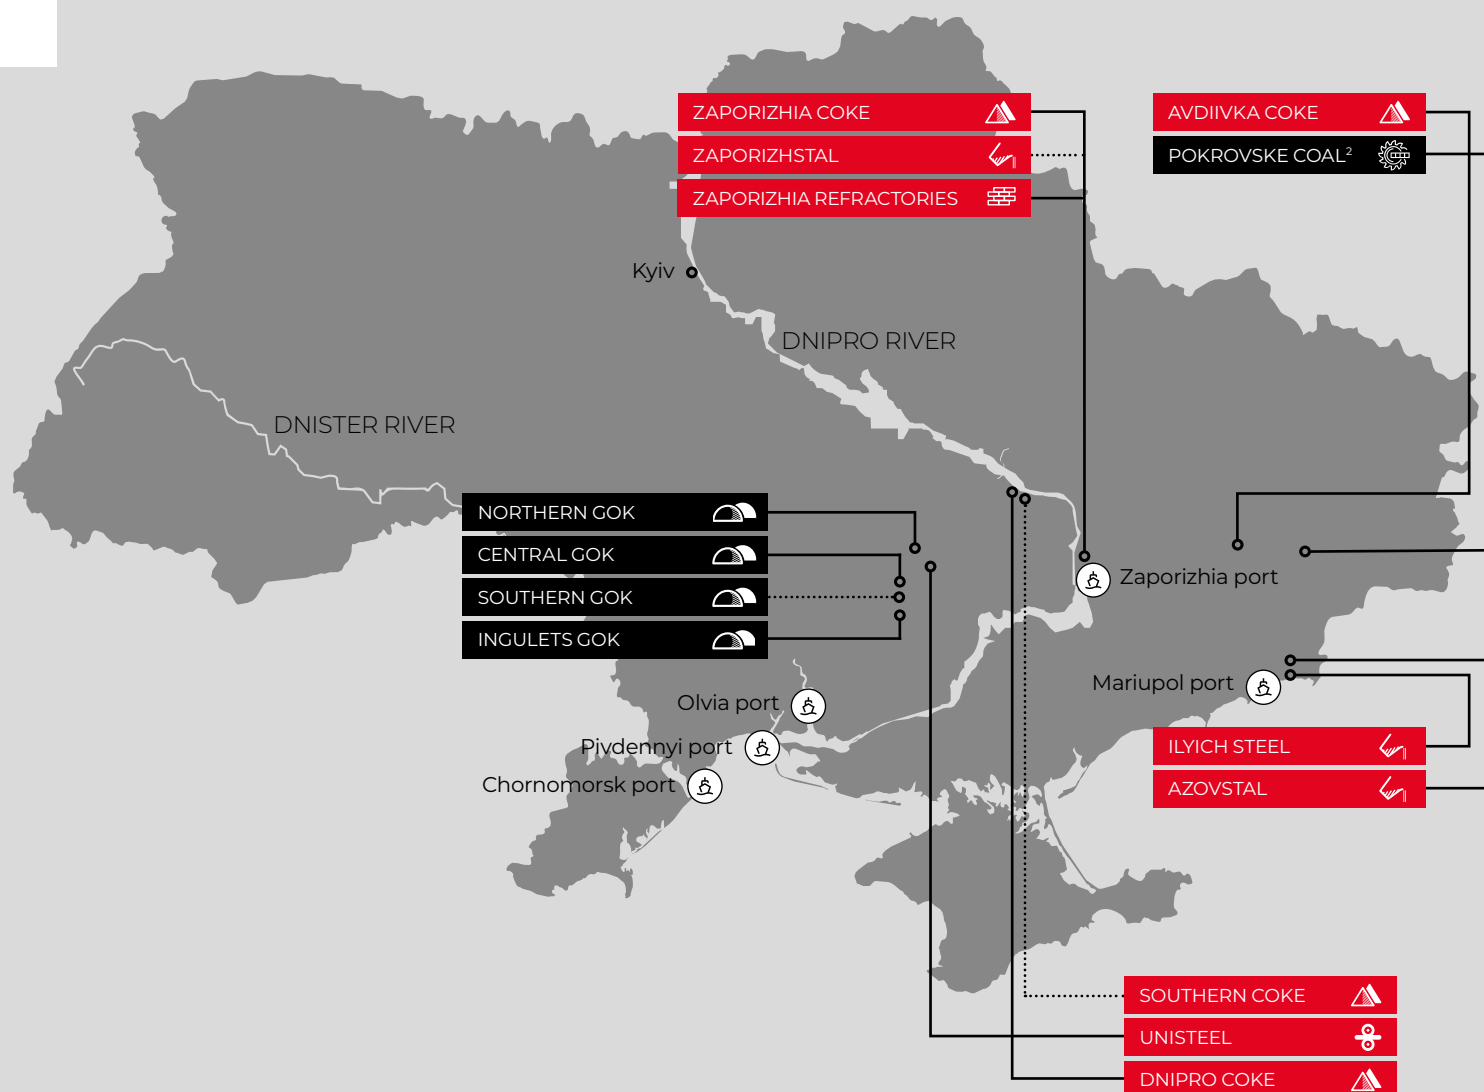 ZAPORIZHIA COKE
ZAPORIZHSTAL
ZAPORIZHIA REFRACTORIES
AVDIIVKA COKE
POKROVSKE COAL²
Kyiv
DNIPRO RIVER
DNISTER RIVER
NORTHERN GOK
CENTRAL GOK
SOUTHERN GOK
INGULETS GOK
Zaporizhia port
Mariupol port
Olvia port
Pivdennyi port
Chornomorsk port
ILYICH STEEL
AZOVSTAL
SOUTHERN COKE
UNISTEEL
DNIPRO COKE